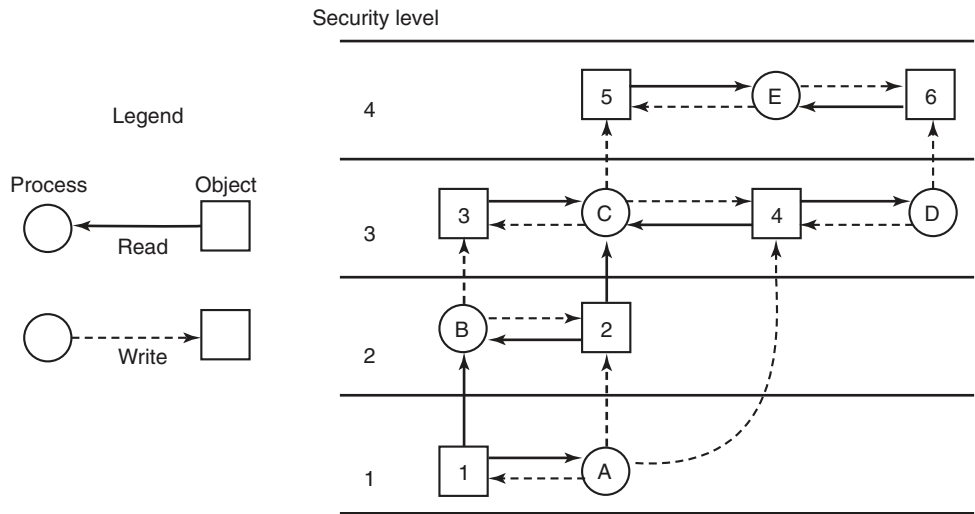 Security level
Legend
Process Object
Read
Write
4
5
E
6
3
3
C
4
D
2
B
2
1
1
A